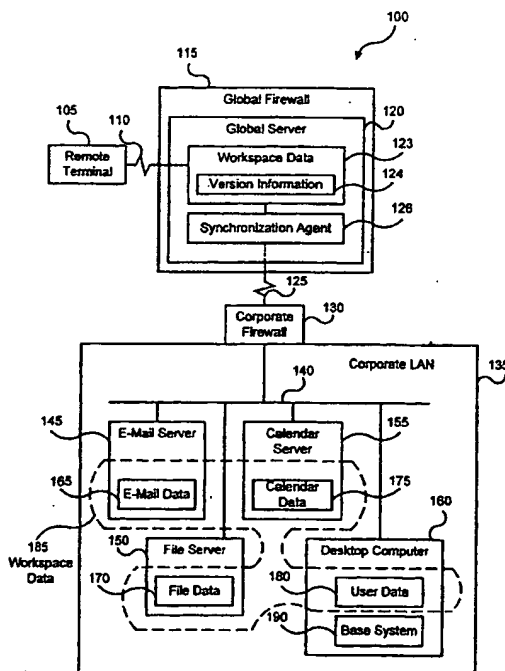 100
115
Global Firewall
120
105
110
Global Server
123
Remote
Terminal
Workspace Data
124
Version Information
126
Synchronization Agent
125
130
Corporate
Firewall
Corporate LAN
135
140
145
E-Mail Server
Calendar
Server
155
165
E-Mail Data
Calendar
Data
175
160
185
Workspace
Data
150
File Server
Desktop Computer
170
File Data
180
User Data
190
Base System